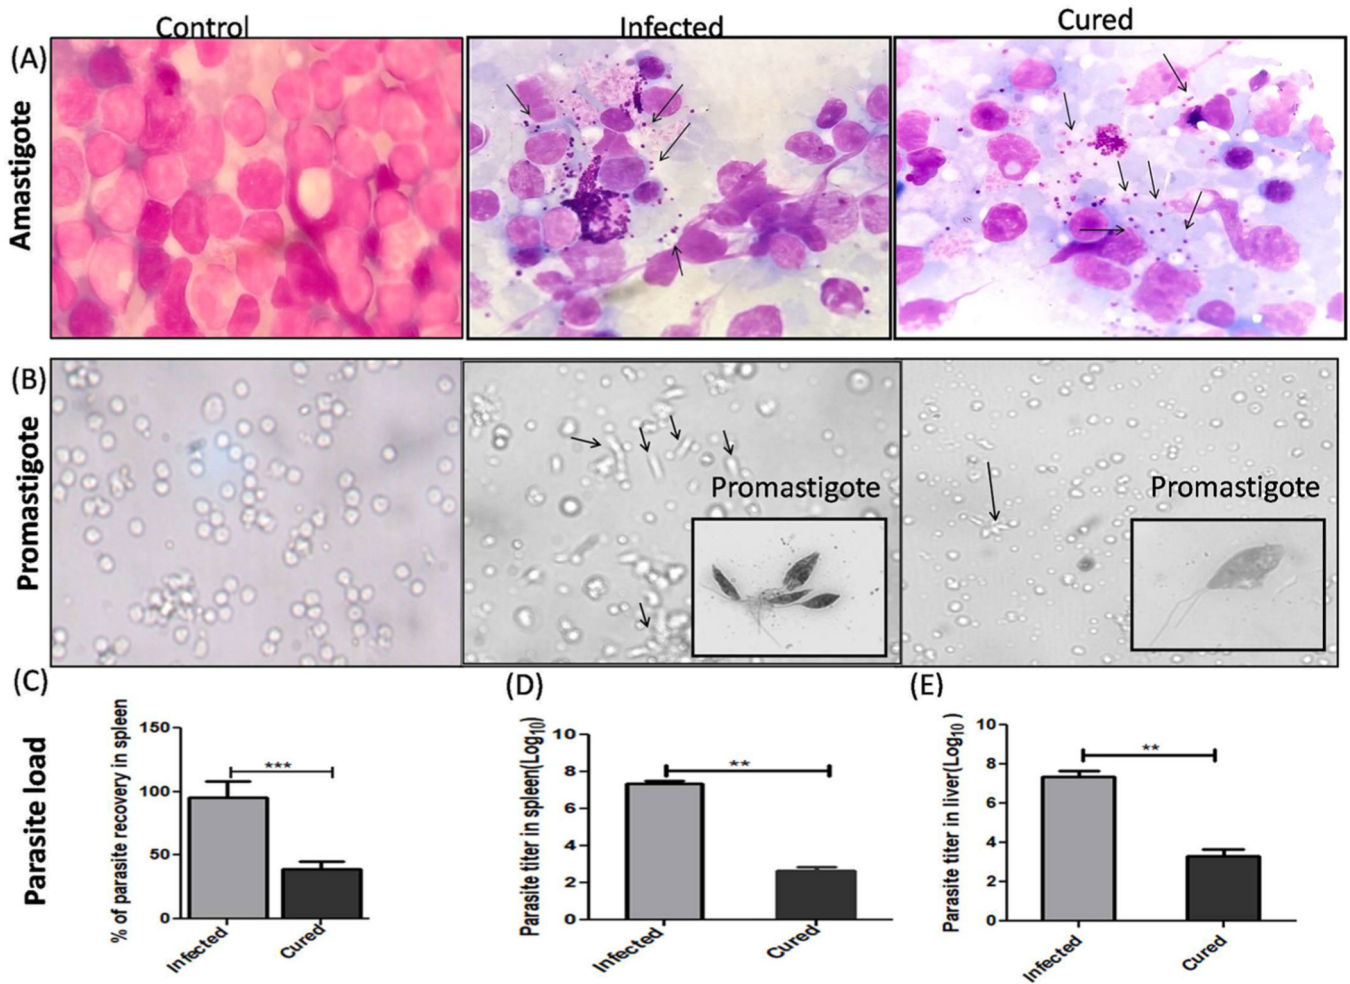 Control
Infected
Cured
(A)
Amastigote
(B)
Promastigote
Promastigote
Promastigote
(C)
(D)
(E)
Parasite load
% of parasite recovery in spleen
150
100
50
0
***
Infected
Cured
Parasite titer in spleen(Log10)
10
8
6
4
2
0
**
Infected
Cured
Parasite titer in liver(Log10 )
10
8
6
4
2
0
**
Infected
Cured